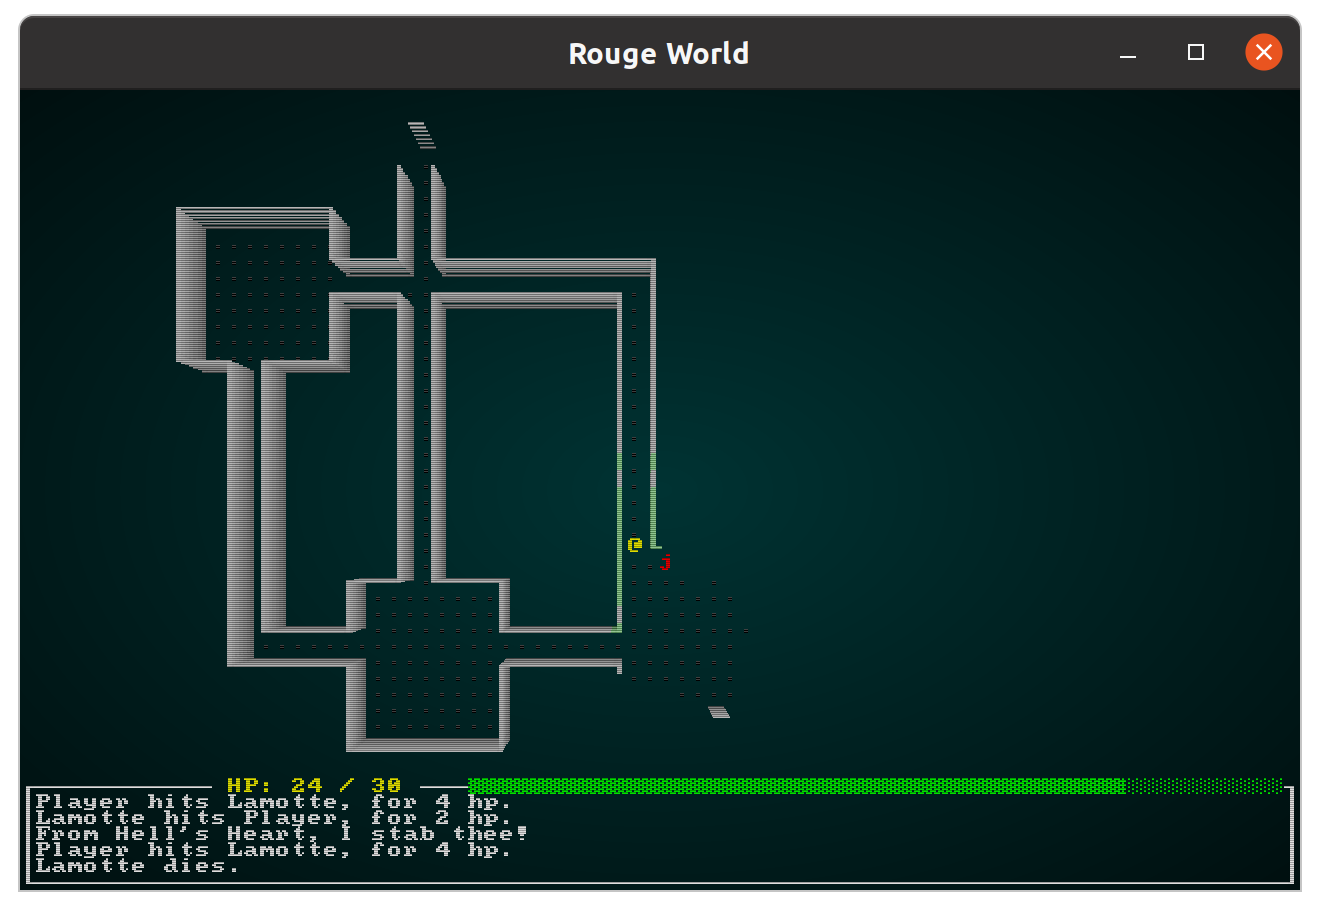 Rouge World
@
j
HP: 24 / 30
Player hits Lamotte, for 4 hp.
Lamotte hits Player, for 2 hp.
From Hell's Heart, I stab thee!
Player hits Lamotte, for 4 hp.
Lamotte dies.